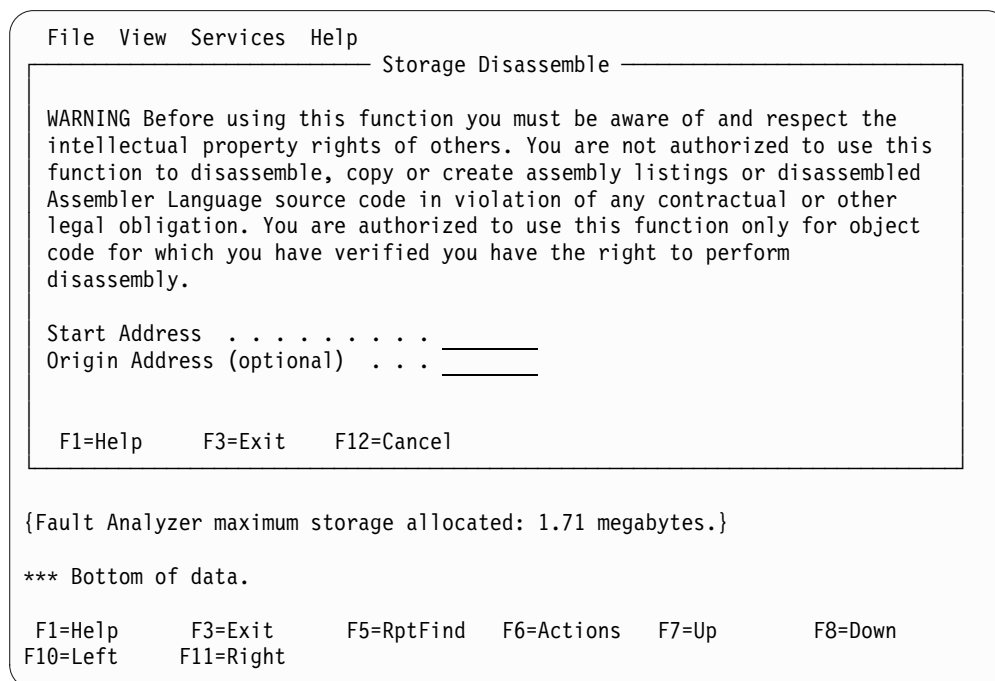 File View Services Help
Storage Disassemble
WARNING Before using this function you must be aware of and respect the
intellectual property rights of others. You are not authorized to use this
function to disassemble, copy or create assembly listings or disassembled
Assembler Language source code in violation of any contractual or other
legal obligation. You are authorized to use this function only for object
code for which you have verified you have the right to perform
disassembly.
Start Address . . . . . . . . . ________
Origin Address (optional) . . . ________
F1=Help F3=Exit F12=Cancel
{Fault Analyzer maximum storage allocated: 1.71 megabytes.}
*** Bottom of data.
F1=Help F3=Exit F5=RptFind F6=Actions F7=Up F8=Down
F10=Left F11=Right